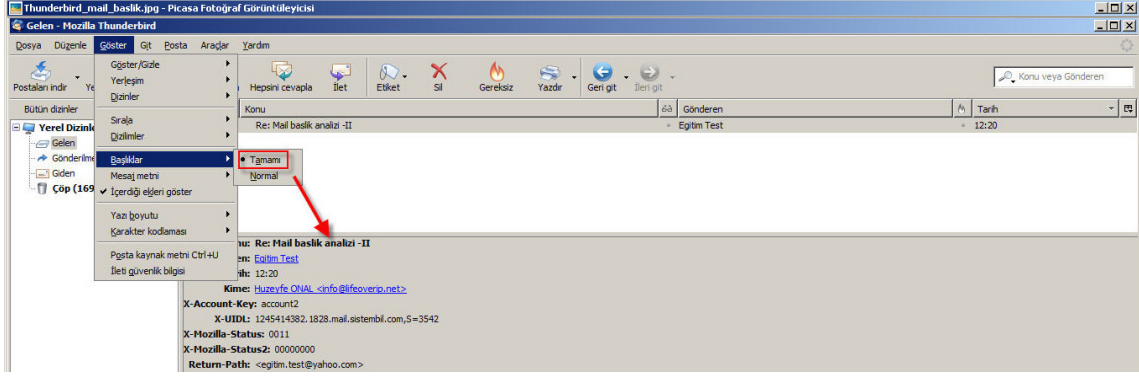 Thunderbird_mail_baslik.jpg - Picasa Fotoğraf Görüntüleyicisi
Gelen - Mozilla Thunderbird
Dosya Düzenle Göster Git Posta Araçlar Yardım
Postaları indir Ye Hepsini cevapla İlet Etiket Sil Gereksiz Yazdır Geri git İleri git Konu veya Gönderen
Bütün dizinler Konu Gönderen Tarih
Yerel Dizinle Re: Mail baslik analizi -II Egitim Test 12:20
Gelen
Gönderilme
Giden
Çöp (169
Göster/Gizle
Yerleşim
Dizinler
Sırala
Dizilimler
Başlıklar
Mesaj metni
İçerdiği ekleri göster
Yazı boyutu
Karakter kodlaması
Posta kaynak metni Ctrl+U
İleti güvenlik bilgisi
Tamamı
Normal
nu: Re: Mail baslik analizi -II
en: Egitim Test
rih: 12:20
Kime: Huzeyfe ONAL <info@lifeoverip.net>
X-Account-Key: account2
X-UIDL: 1245414382.1828.mail.sistembil.com,S=3542
X-Mozilla-Status: 0011
X-Mozilla-Status2: 00000000
Return-Path: <egitim.test@yahoo.com>